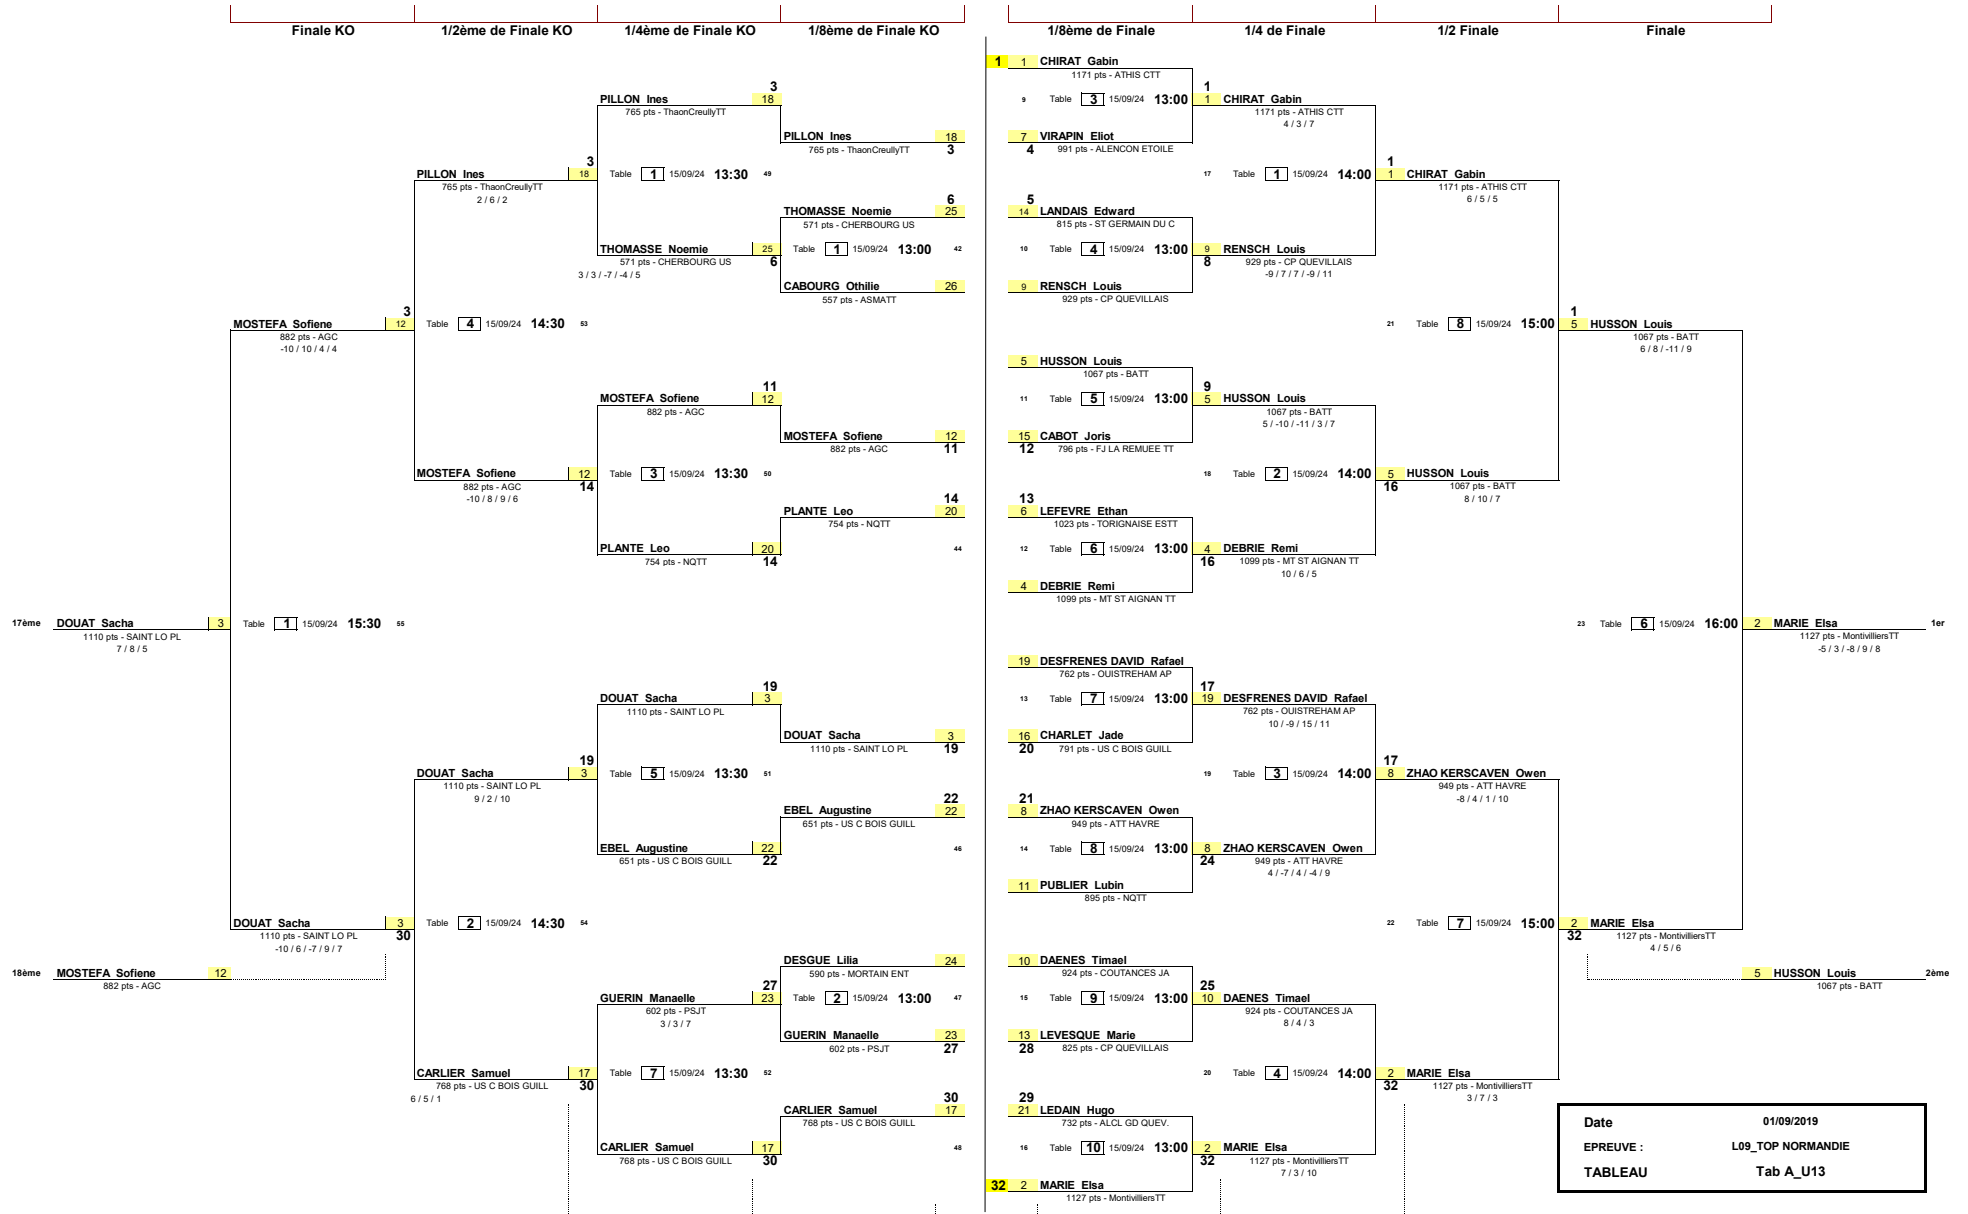 Finale KO 1/2ème de Finale KO 1/4ème de Finale KO 1/8ème de Finale KO 1/8ème de Finale 1/4 de Finale 1/2 Finale Finale
1 1 CHIRAT Gabin
1171 pts - ATHIS CTT
3 1
PILLON Ines 18 9 Table 3 15/09/24 13:00 1 CHIRAT Gabin
765 pts - ThaonCreullyTT 1171 pts - ATHIS CTT
4 / 3 / 7
PILLON Ines 18 7 VIRAPIN Eliot
765 pts - ThaonCreullyTT 3 4 991 pts - ALENCON ETOILE
3 1
PILLON Ines 18 Table 1 15/09/24 13:30 49 17 Table 1 15/09/24 14:00 1 CHIRAT Gabin
765 pts - ThaonCreullyTT 1171 pts - ATHIS CTT
2 / 6 / 2 6 / 5 / 5
6 5
THOMASSE Noemie 25 14 LANDAIS Edward
571 pts - CHERBOURG US 815 pts - ST GERMAIN DU C
THOMASSE Noemie 25 Table 1 15/09/24 13:00 42 10 Table 4 15/09/24 13:00 9 RENSCH Louis
571 pts - CHERBOURG US 6 8 929 pts - CP QUEVILLAIS
3 / 3 / -7 / -4 / 5 -9 / 7 / 7 / -9 / 11
CABOURG Othilie 26 9 RENSCH Louis
557 pts - ASMATT 929 pts - CP QUEVILLAIS
3 1
MOSTEFA Sofiene 12 Table 4 15/09/24 14:30 53 21 Table 8 15/09/24 15:00 5 HUSSON Louis
882 pts - AGC 1067 pts - BATT
-10 / 10 / 4 / 4 6 / 8 / -11 / 9
5 HUSSON Louis
1067 pts - BATT
11 9
MOSTEFA Sofiene 12 11 Table 5 15/09/24 13:00 5 HUSSON Louis
882 pts - AGC 1067 pts - BATT
5 / -10 / -11 / 3 / 7
MOSTEFA Sofiene 12 15 CABOT Joris
882 pts - AGC 11 12 796 pts - FJ LA REMUEE TT
MOSTEFA Sofiene 12 Table 3 15/09/24 13:30 50 18 Table 2 15/09/24 14:00 5 HUSSON Louis
882 pts - AGC 14 16 1067 pts - BATT
-10 / 8 / 9 / 6 8 / 10 / 7
14 13
PLANTE Leo 20 6 LEFEVRE Ethan
754 pts - NQTT 1023 pts - TORIGNAISE ESTT
PLANTE Leo 20 44 12 Table 6 15/09/24 13:00 4 DEBRIE Remi
754 pts - NQTT 14 16 1099 pts - MT ST AIGNAN TT
10 / 6 / 5
4 DEBRIE Remi
1099 pts - MT ST AIGNAN TT
17ème DOUAT Sacha 3 Table 1 15/09/24 15:30 55 23 Table 6 15/09/24 16:00 2 MARIE Elsa 1er
1110 pts - SAINT LO PL 1127 pts - MontivilliersTT
7 / 8 / 5 -5 / 3 / -8 / 9 / 8
19 DESFRENES DAVID Rafael
762 pts - OUISTREHAM AP
19 17
DOUAT Sacha 3 13 Table 7 15/09/24 13:00 19 DESFRENES DAVID Rafael
1110 pts - SAINT LO PL 762 pts - OUISTREHAM AP
10 / -9 / 15 / 11
DOUAT Sacha 3 16 CHARLET Jade
1110 pts - SAINT LO PL 19 20 791 pts - US C BOIS GUILL
19 17
DOUAT Sacha 3 Table 5 15/09/24 13:30 51 19 Table 3 15/09/24 14:00 8 ZHAO KERSCAVEN Owen
1110 pts - SAINT LO PL 949 pts - ATT HAVRE
9 / 2 / 10 -8 / 4 / 1 / 10
22 21
EBEL Augustine 22 8 ZHAO KERSCAVEN Owen
651 pts - US C BOIS GUILL 949 pts - ATT HAVRE
EBEL Augustine 22 46 14 Table 8 15/09/24 13:00 8 ZHAO KERSCAVEN Owen
651 pts - US C BOIS GUILL 22 24 949 pts - ATT HAVRE
4 / -7 / 4 / -4 / 9
11 PUBLIER Lubin
895 pts - NQTT
DOUAT Sacha 3 Table 2 15/09/24 14:30 54 22 Table 7 15/09/24 15:00 2 MARIE Elsa
1110 pts - SAINT LO PL 30 32 1127 pts - MontivilliersTT
-10 / 6 / -7 / 9 / 7 4 / 5 / 6
DESGUE Lilia 24 10 DAENES Timael
590 pts - MORTAIN ENT 924 pts - COUTANCES JA
18ème MOSTEFA Sofiene 12 5 HUSSON Louis 2ème
882 pts - AGC 1067 pts - BATT
27 25
GUERIN Manaelle 23 Table 2 15/09/24 13:00 47 15 Table 9 15/09/24 13:00 10 DAENES Timael
602 pts - PSJT 924 pts - COUTANCES JA
3 / 3 / 7 8 / 4 / 3
GUERIN Manaelle 23 13 LEVESQUE Marie
602 pts - PSJT 27 28 825 pts - CP QUEVILLAIS
CARLIER Samuel 17 Table 7 15/09/24 13:30 52 20 Table 4 15/09/24 14:00 2 MARIE Elsa
768 pts - US C BOIS GUILL 30 32 1127 pts - MontivilliersTT
6 / 5 / 1 3 / 7 / 3
30 29
CARLIER Samuel 17 21 LEDAIN Hugo
768 pts - US C BOIS GUILL 732 pts - ALCL GD QUEV.
Date 01/09/2019
CARLIER Samuel 17 48 16 Table 10 15/09/24 13:00 2 MARIE Elsa
768 pts - US C BOIS GUILL 30 32 1127 pts - MontivilliersTT
7 / 3 / 10
EPREUVE : L09_TOP NORMANDIE
TABLEAU Tab A_U13
32 2 MARIE Elsa
1127 pts - MontivilliersTT